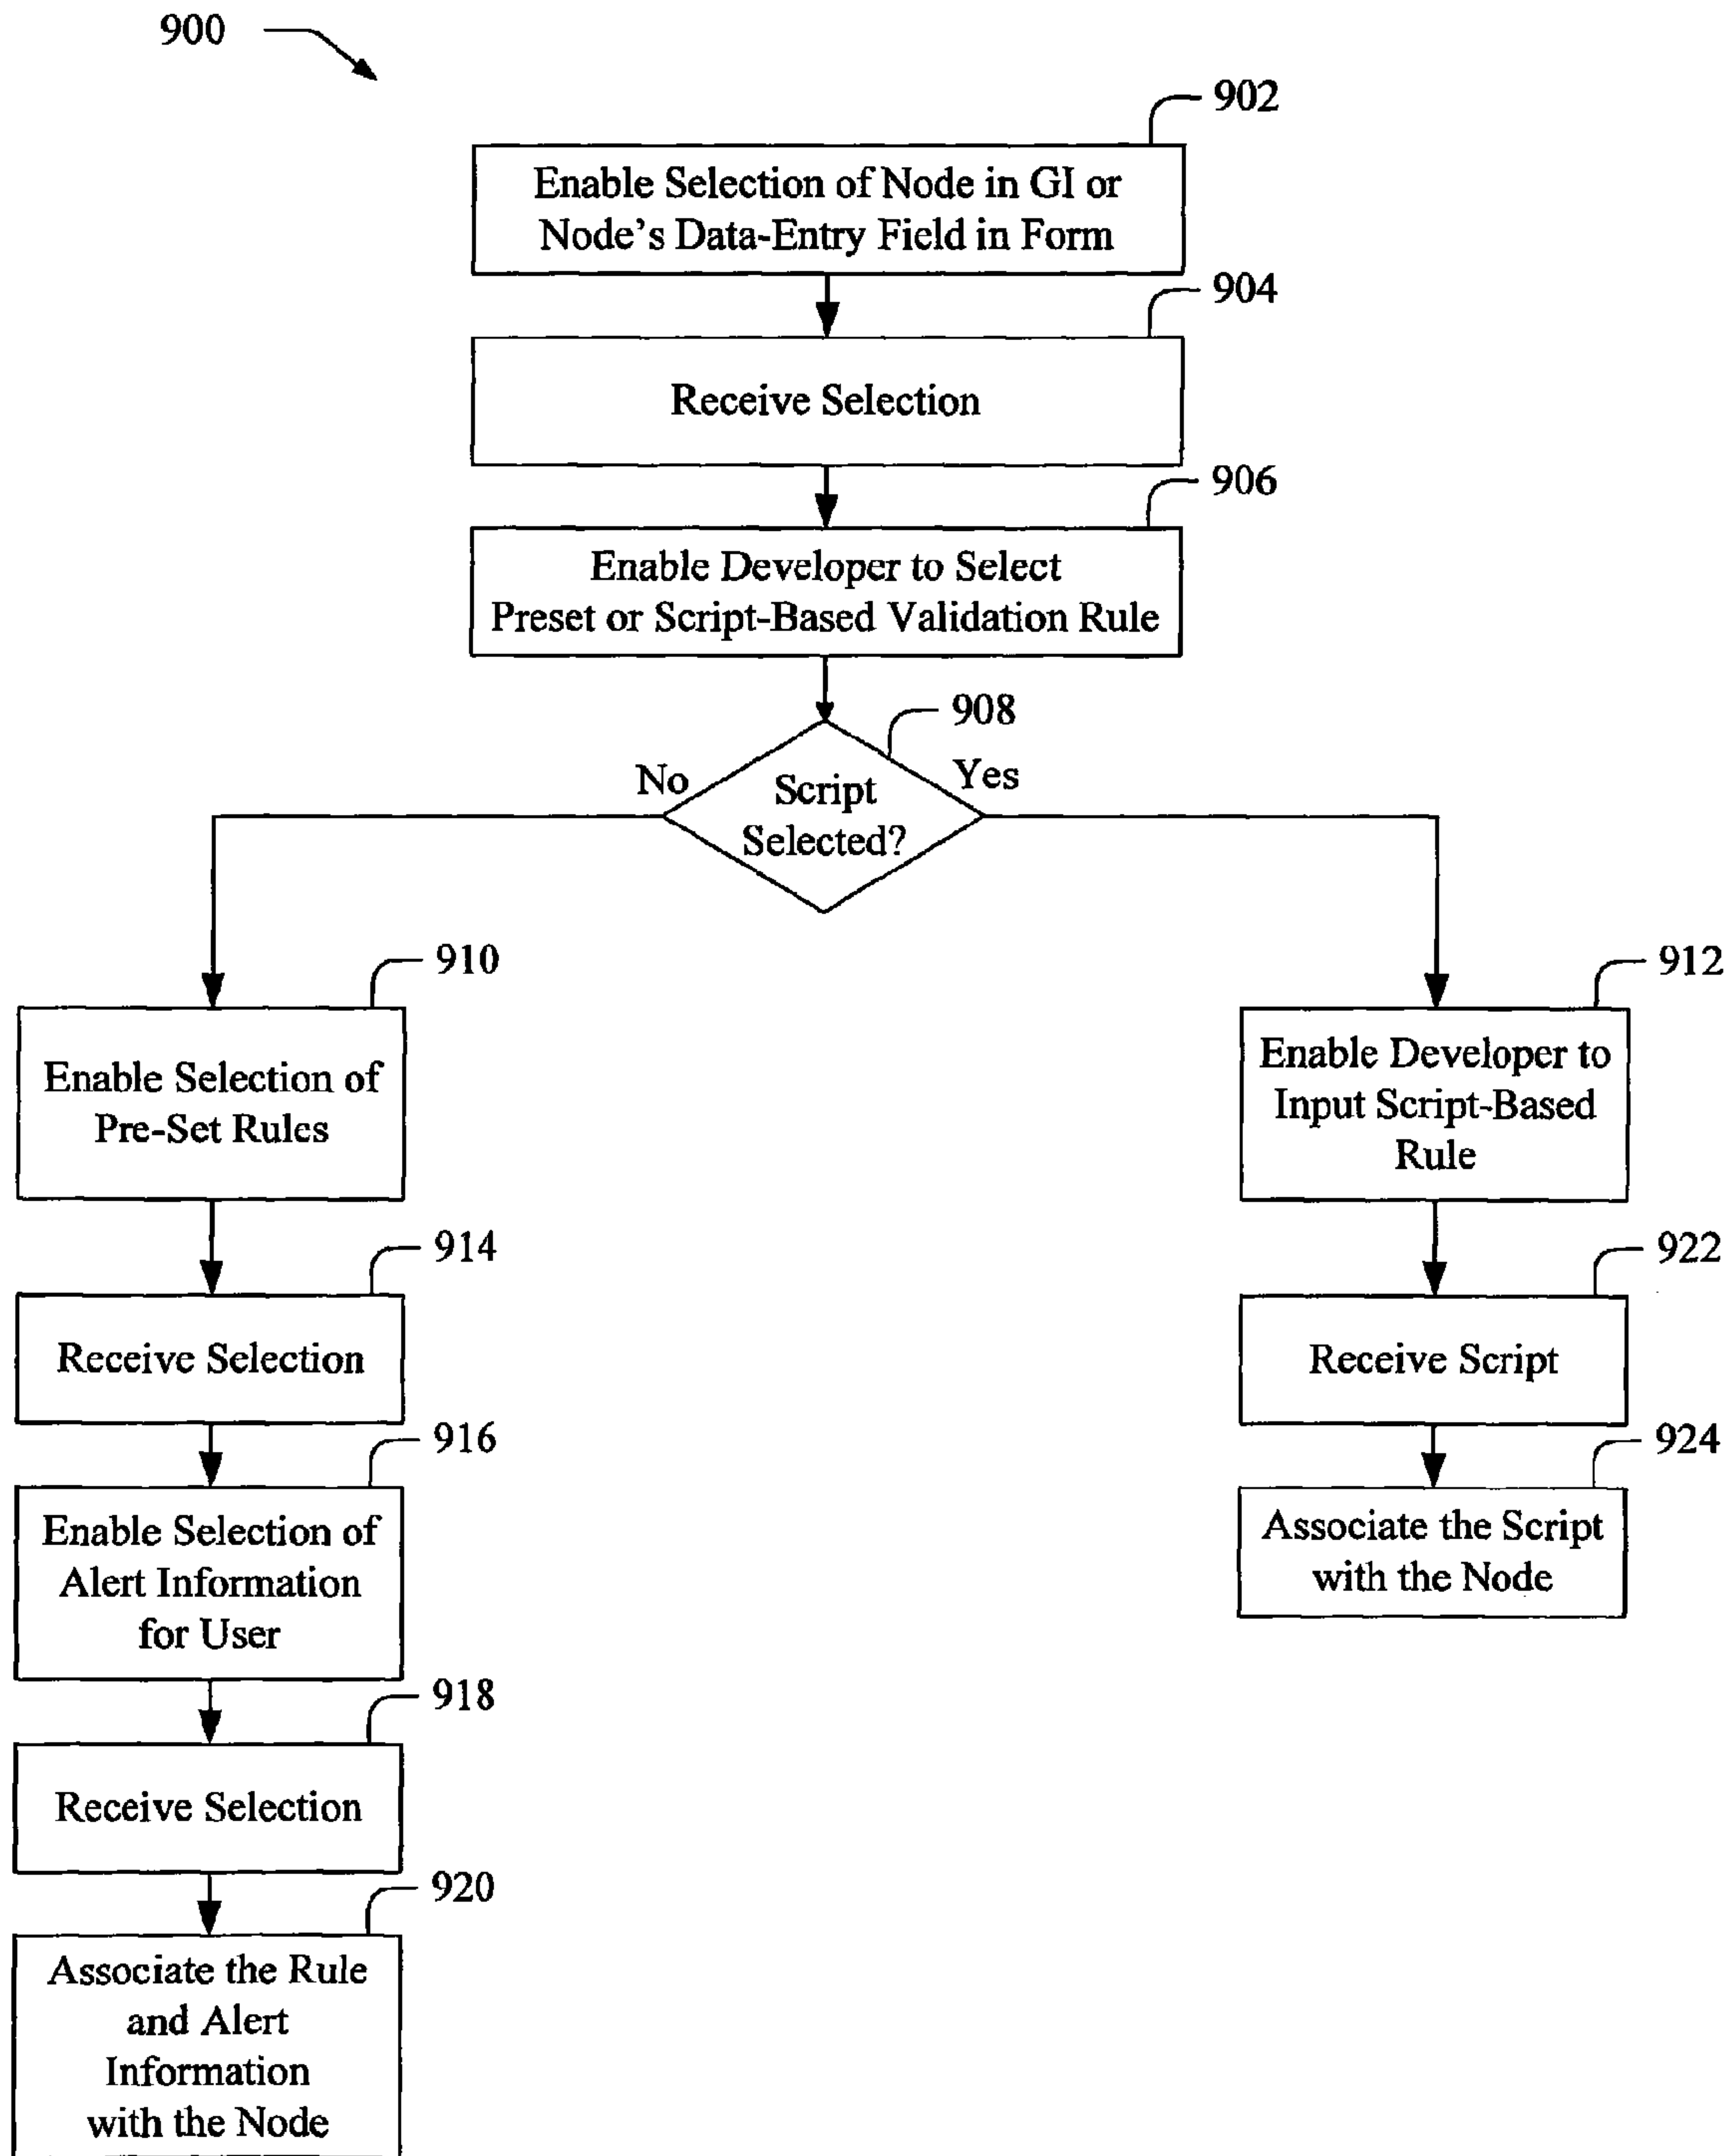 900
902
Enable Selection of Node in GI or
Node's Data-Entry Field in Form
904
Receive Selection
906
Enable Developer to Select
Preset or Script-Based Validation Rule
908
No
Yes
Script
Selected?
910
Enable Selection of
Pre-Set Rules
912
Enable Developer to
Input Script-Based
Rule
914
Receive Selection
922
Receive Script
916
Enable Selection of
Alert Information
for User
924
Associate the Script
with the Node
918
Receive Selection
920
Associate the Rule
and Alert
Information
with the Node